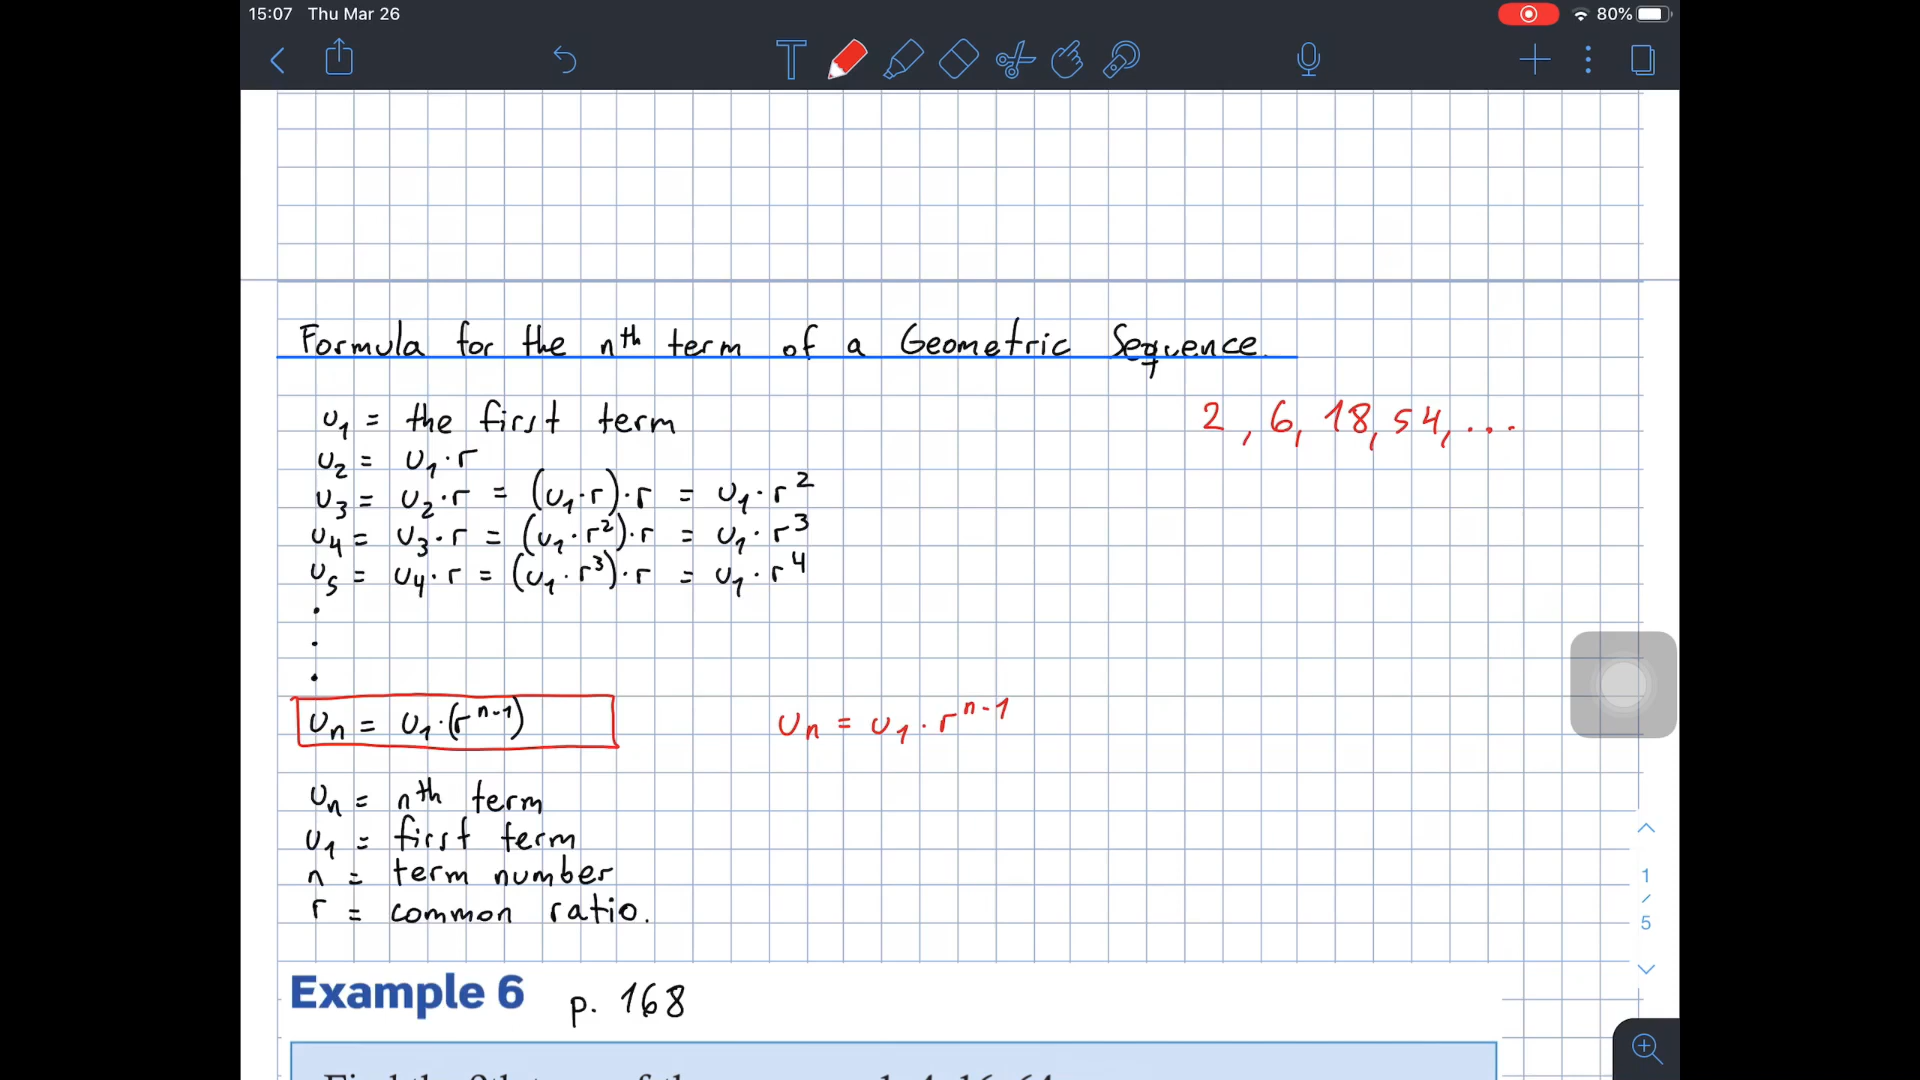 15:07 Thu Mar 26
80%
Formula for the nth term of a Geometric Sequence.
u₁ = the first term
2, 6, 18, 54, ...
u₂ = u₁·r
u₃ = u₂·r = (u₁·r)·r = u₁·r²
u₄ = u₃·r = (u₁·r²)·r = u₁·r³
u₅ = u₄·r = (u₁·r³)·r = u₁·r⁴
.
.
.
uₙ = u₁·(rⁿ⁻¹)
uₙ = u₁·rⁿ⁻¹
uₙ = nth term
u₁ = first term
n = term number
r = common ratio.
1
/
5
Example 6 p. 168